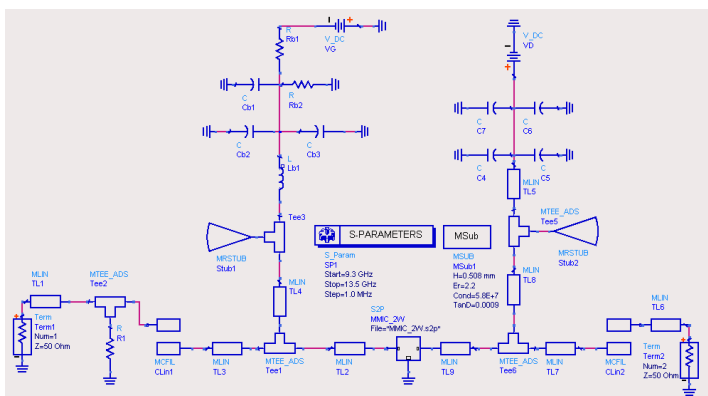 R
Rb1
V_DC
VG
V_DC
VD
C
Cb1
R
Rb2
C
C7
C
C6
C
Cb2
C
Cb3
C
C4
C
C5
L
Lb1
MLIN
TL5
Tee3
MTEE_ADS
Tee5
S-PARAMETERS
MSub
MRSTUB
Stub1
MRSTUB
Stub2
S_Param
SP1
Start=9.3 GHz
Stop=13.5 GHz
Step=1.0 MHz
MSUB
MSub1
H=0.508 mm
Er=2.2
Cond=5.8E+7
TanD=0.0009
MLIN
TL8
MLIN
TL1
MTEE_ADS
Tee2
MLIN
TL4
MLIN
TL6
S2P
MMIC_2W
File="MMIC_2W.s2p"
Term
Term1
Num=1
Z=50 Ohm
R
R1
Term
Term2
Num=2
Z=50 Ohm
MCFIL
CLin1
MLIN
TL3
MTEE_ADS
Tee1
MLIN
TL2
MLIN
TL9
MTEE_ADS
Tee6
MLIN
TL7
MCFIL
CLin2